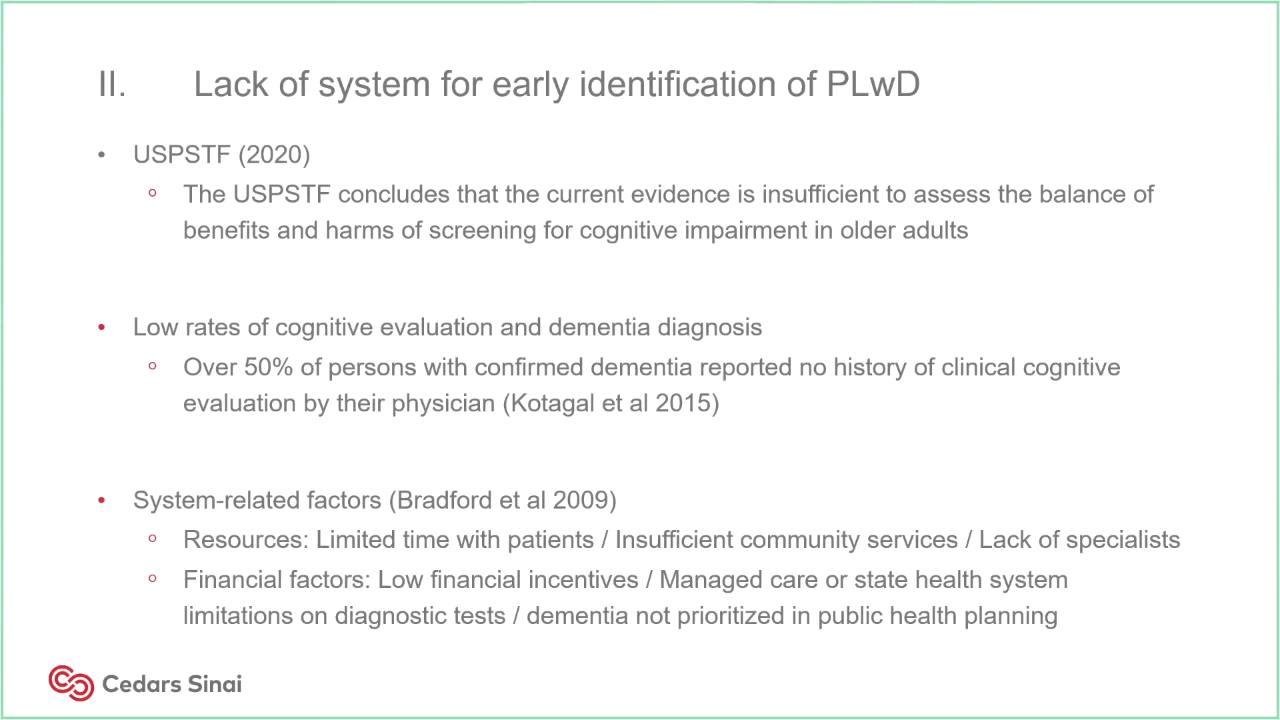 II. Lack of system for early identification of PLwD
• USPSTF (2020)
◦ The USPSTF concludes that the current evidence is insufficient to assess the balance of
benefits and harms of screening for cognitive impairment in older adults
• Low rates of cognitive evaluation and dementia diagnosis
◦ Over 50% of persons with confirmed dementia reported no history of clinical cognitive
evaluation by their physician (Kotagal et al 2015)
• System-related factors (Bradford et al 2009)
◦ Resources: Limited time with patients / Insufficient community services / Lack of specialists
◦ Financial factors: Low financial incentives / Managed care or state health system
limitations on diagnostic tests / dementia not prioritized in public health planning
Cedars Sinai